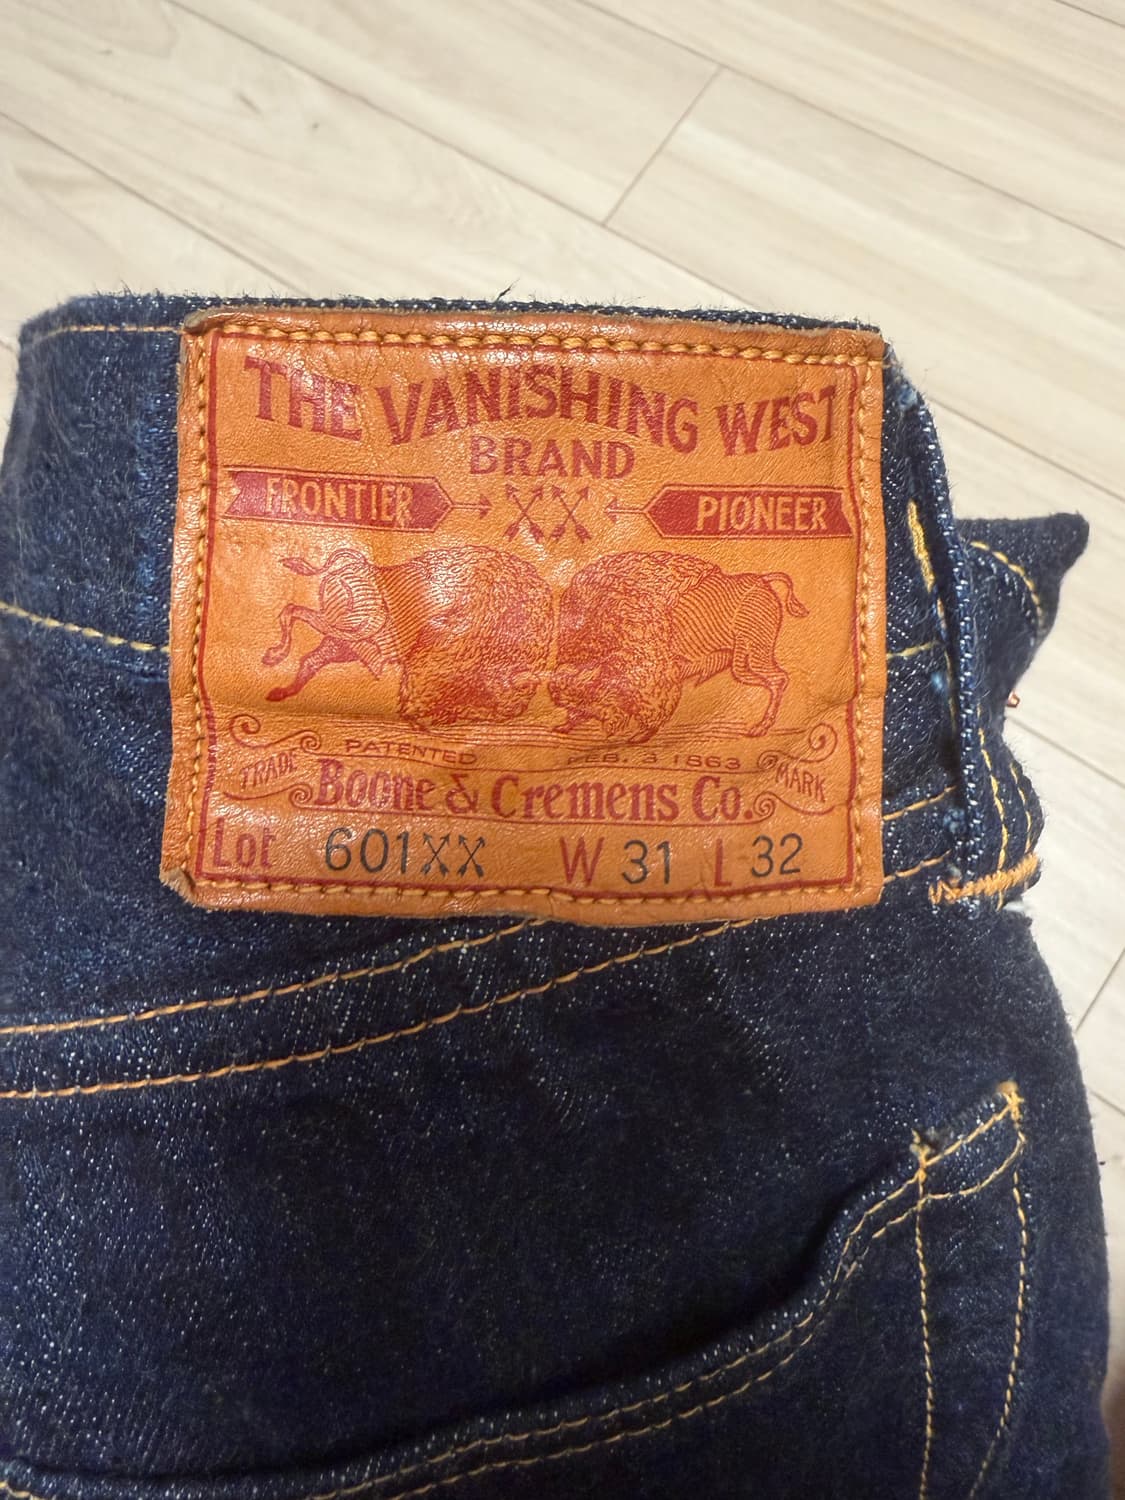 THE VANISHING WEST
BRAND
FRONTIER PIONEER
PATENTED FEB. 3 1863
TRADE MARK
Boone & Cremens Co.
Lot 601XX W 31 L 32